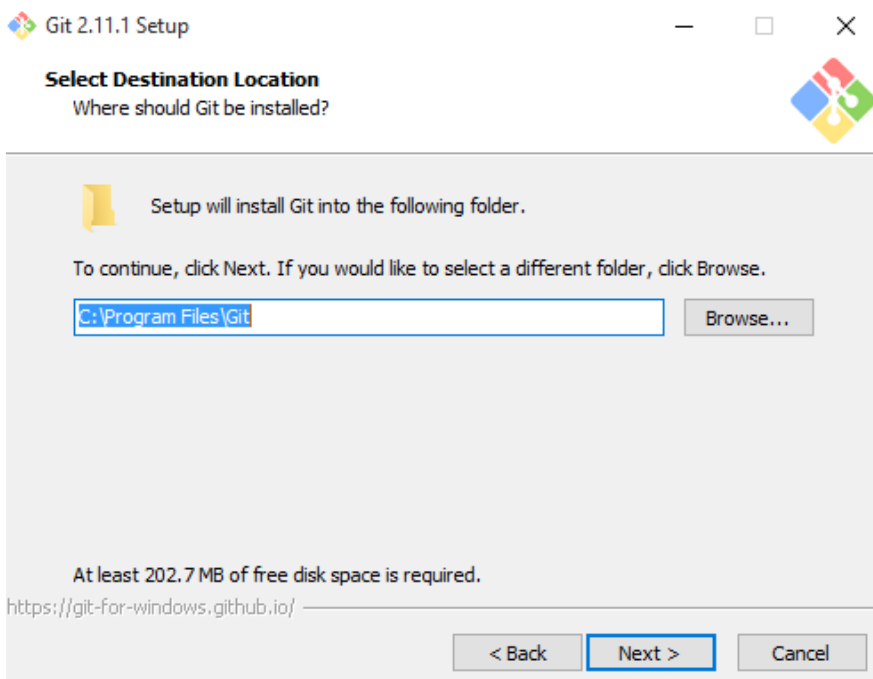 Git 2.11.1 Setup
Select Destination Location
Where should Git be installed?
Setup will install Git into the following folder.
To continue, click Next. If you would like to select a different folder, click Browse.
C:\Program Files\Git
Browse...
At least 202.7 MB of free disk space is required.
https://git-for-windows.github.io/
< Back
Next >
Cancel